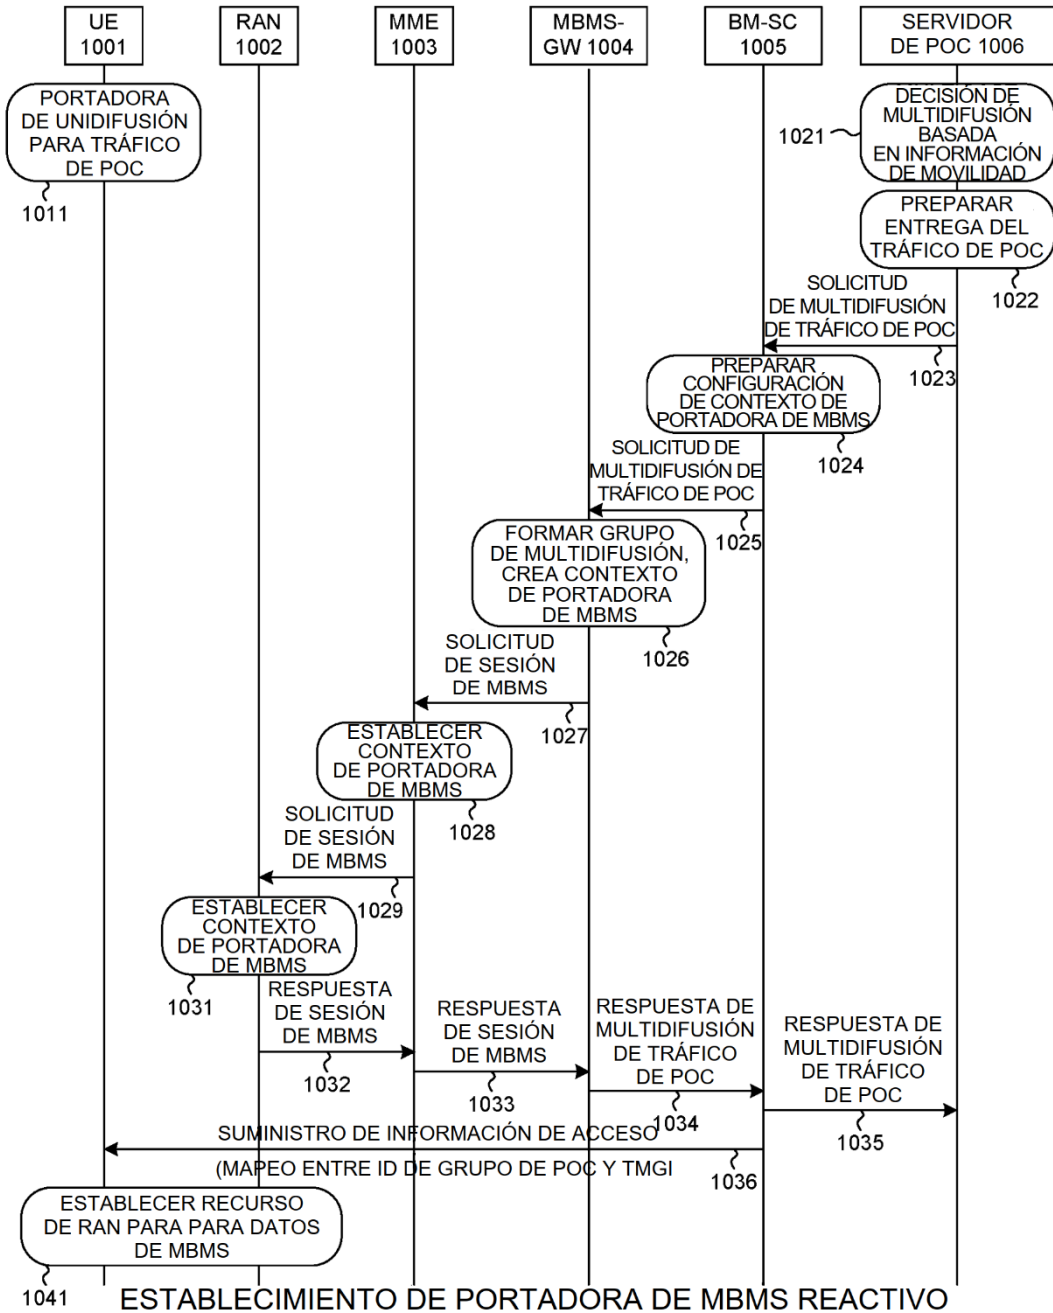 UE
1001
RAN
1002
MME
1003
MBMS-
GW 1004
BM-SC
1005
SERVIDOR
DE POC 1006
PORTADORA
DE UNIDIFUSIÓN
PARA TRÁFICO
DE POC
1011
DECISIÓN DE
MULTIDIFUSIÓN
BASADA
EN INFORMACIÓN
DE MOVILIDAD
1021
PREPARAR
ENTREGA DEL
TRÁFICO DE POC
1022
SOLICITUD
DE MULTIDIFUSIÓN
DE TRÁFICO DE POC
1023
PREPARAR
CONFIGURACIÓN
DE CONTEXTO DE
PORTADORA DE MBMS
1024
SOLICITUD DE
MULTIDIFUSIÓN DE
TRÁFICO DE POC
1025
FORMAR GRUPO
DE MULTIDIFUSIÓN,
CREA CONTEXTO
DE PORTADORA
DE MBMS
1026
SOLICITUD
DE SESIÓN
DE MBMS
1027
ESTABLECER
CONTEXTO
DE PORTADORA
DE MBMS
1028
SOLICITUD
DE SESIÓN
DE MBMS
1029
ESTABLECER
CONTEXTO
DE PORTADORA
DE MBMS
1031
RESPUESTA
DE SESIÓN
DE MBMS
1032
RESPUESTA
DE SESIÓN
DE MBMS
1033
RESPUESTA DE
MULTIDIFUSIÓN
DE TRÁFICO
DE POC
1034
RESPUESTA DE
MULTIDIFUSIÓN
DE TRÁFICO
DE POC
1035
SUMINISTRO DE INFORMACIÓN DE ACCESO
(MAPEO ENTRE ID DE GRUPO DE POC Y TMGI
1036
ESTABLECER RECURSO
DE RAN PARA PARA DATOS
DE MBMS
1041
ESTABLECIMIENTO DE PORTADORA DE MBMS REACTIVO